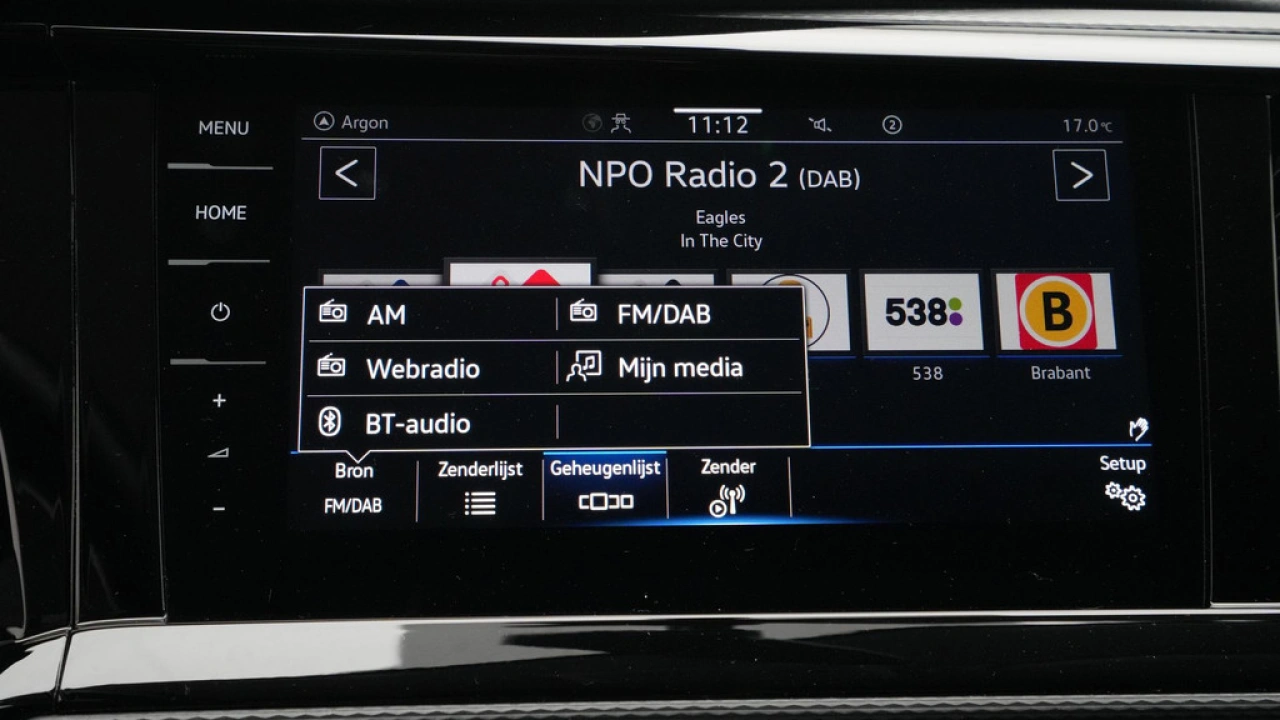 MENU
HOME
+
−
Argon
11:12
2
17.0°C
<
NPO Radio 2 (DAB)
>
Eagles
In The City
AM
FM/DAB
Webradio
Mijn media
BT-audio
538
B
538
Brabant
Bron
FM/DAB
Zenderlijst
Geheugenlijst
Zender
Setup